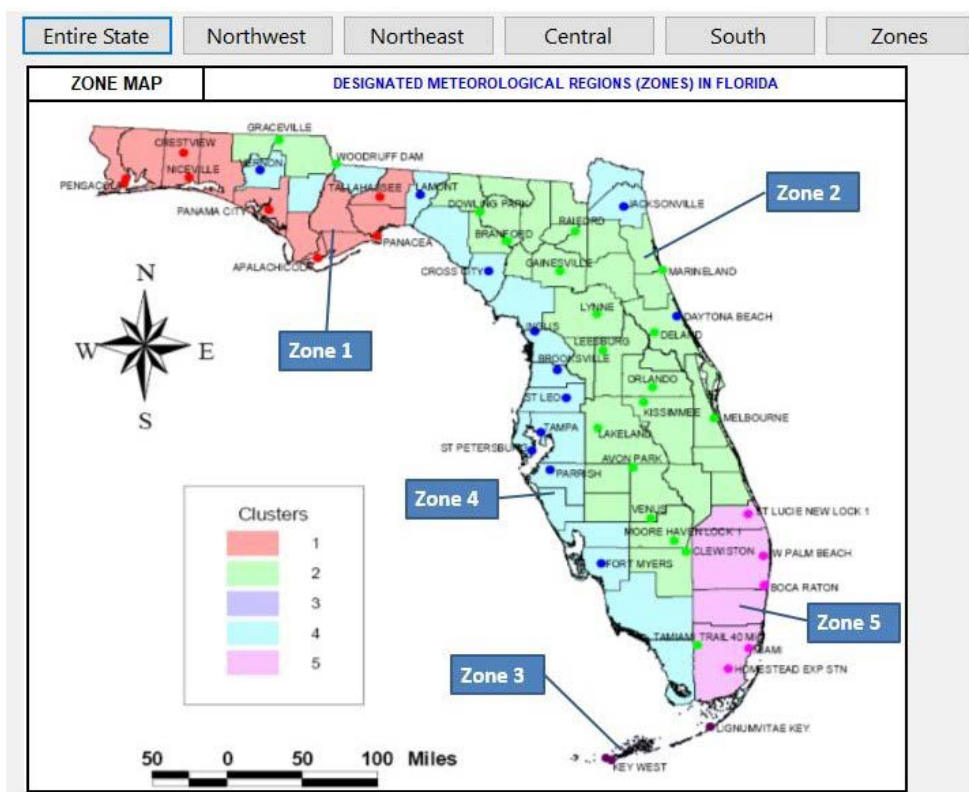 Entire State Northwest Northeast Central South Zones
ZONE MAP DESIGNATED METEOROLOGICAL REGIONS (ZONES) IN FLORIDA
GRACEVILLE
CRESTVIEW
WOODRUFF DAM
VERNON
NICEVILLE
PENSACOLA
TALLAHASSEE
LAMONT
Zone 2
PANAMA CITY
DOWLING PARK
JACKSONVILLE
RAIFORD
PANACEA
BRANFORD
APALACHICOLA
CROSS CITY
GAINESVILLE
MARINELAND
N
LYNNE
DAYTONA BEACH
INGLIS
DELAND
W E
Zone 1
LEESBURG
BROOKSVILLE
ORLANDO
ST LEO
KISSIMMEE
S
MELBOURNE
TAMPA
LAKELAND
ST PETERSBURG
AVON PARK
PARRISH
Zone 4
VENUS
ST LUCIE NEW LOCK 1
Clusters
MOORE HAVEN LOCK 1
1
CLEWISTON
W PALM BEACH
2
FORT MYERS
BOCA RATON
3
4
Zone 5
TAMIAMI TRAIL 40 MI
MIAMI
5
HOMESTEAD EXP STN
Zone 3
LIGNUMVITAE KEY
KEY WEST
50 0 50 100 Miles